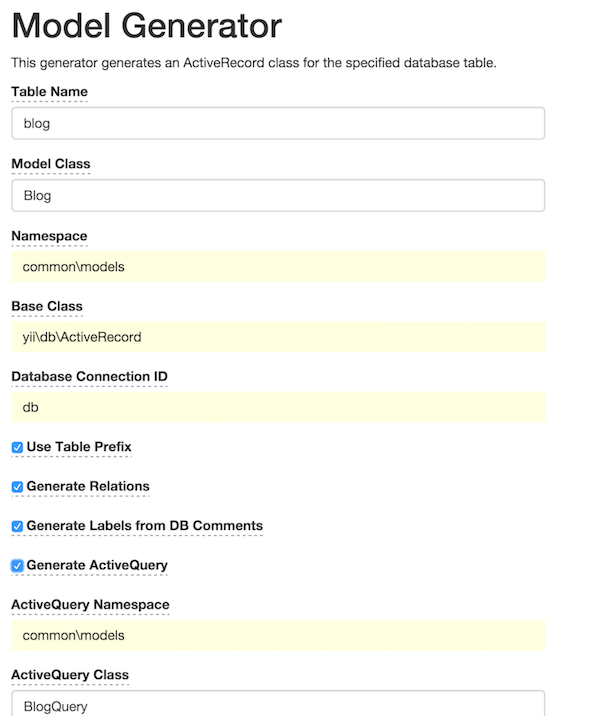 Model Generator
This generator generates an ActiveRecord class for the specified database table.
Table Name
blog
Model Class
Blog
Namespace
common\models
Base Class
yii\db\ActiveRecord
Database Connection ID
db
Use Table Prefix
Generate Relations
Generate Labels from DB Comments
Generate ActiveQuery
ActiveQuery Namespace
common\models
ActiveQuery Class
BlogQuery